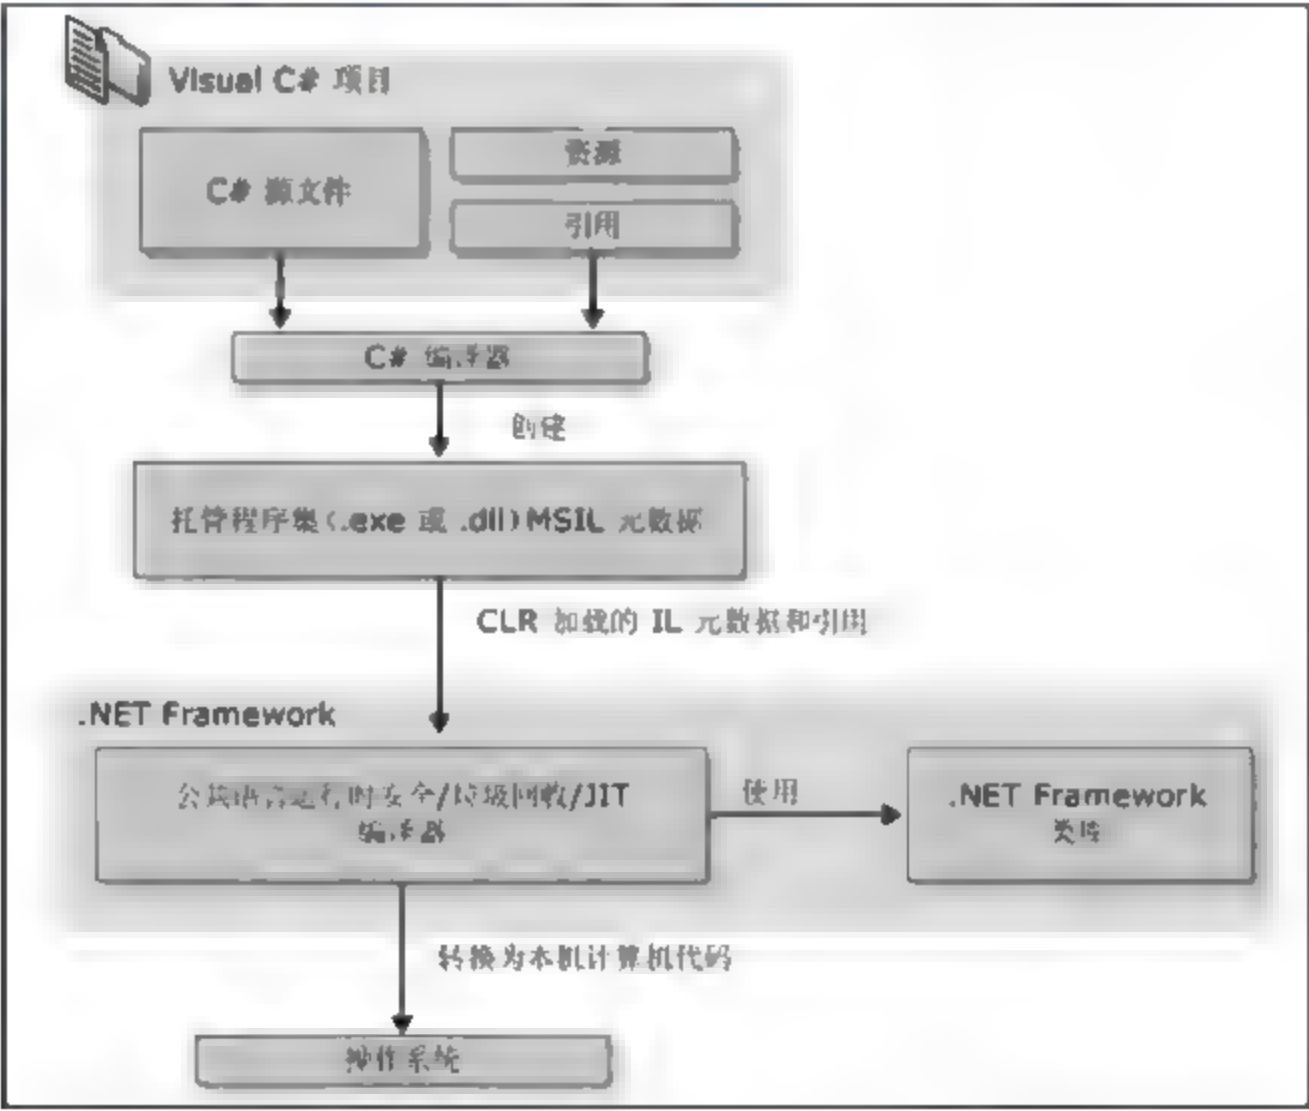 Visual C# 项目
C# 源文件
资源
引用
C# 编译器
创建
托管程序集(.exe 或 .dll)MSIL 元数据
CLR 加载的 IL 元数据和引用
.NET Framework
公共语言运行时安全/垃圾回收/JIT
编译器
使用
.NET Framework
类库
转换为本机计算机代码
操作系统